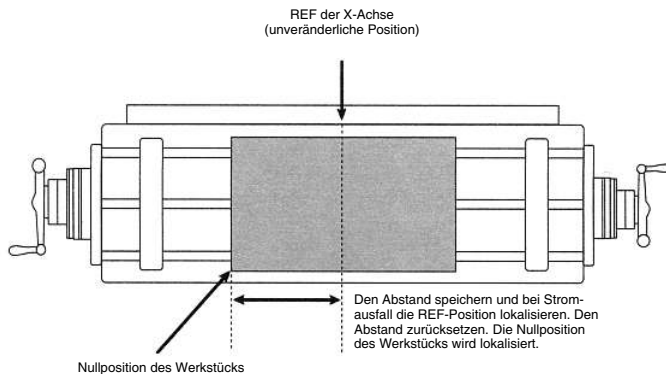 REF der X-Achse
(unveränderliche Position)
Den Abstand speichern und bei Strom-
ausfall die REF-Position lokalisieren. Den
Abstand zurücksetzen. Die Nullposition
des Werkstücks wird lokalisiert.
Nullposition des Werkstücks